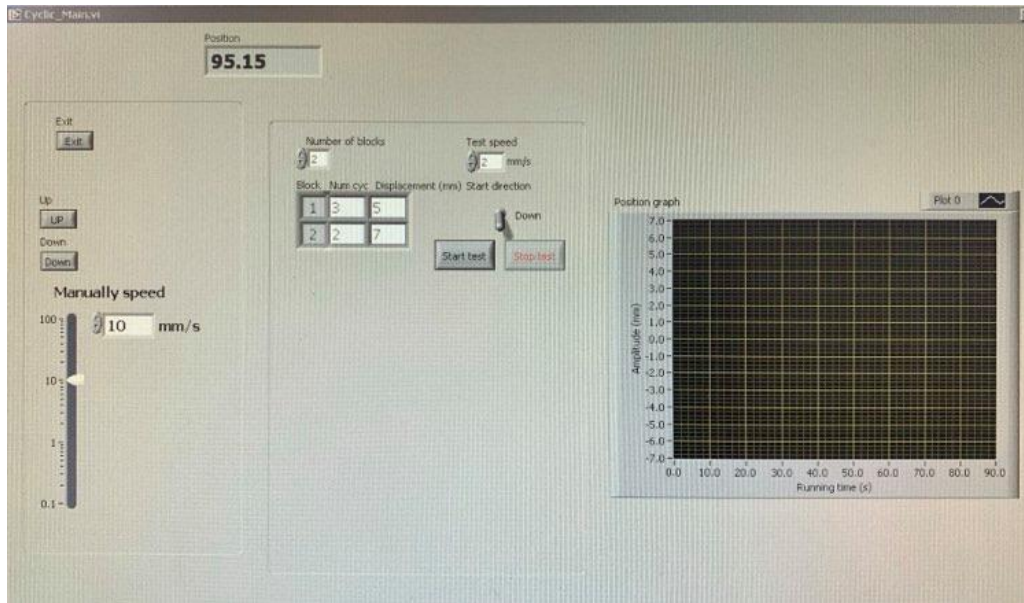 Cyclic_Main.vi
Position
95.15
Exit
Exit
Up
UP
Down
Down
Manually speed
10 mm/s
100
10
1
0.1
Number of blocks
2
Test speed
2 mm/s
Block Num cyc Displacement (mm) Start direction
1 3 5
2 2 7
Down
Start test
Stop test
Position graph
Plot 0
7.0
6.0
5.0
4.0
3.0
2.0
1.0
0.0
-1.0
-2.0
-3.0
-4.0
-5.0
-6.0
-7.0
Amplitude (mm)
0.0 10.0 20.0 30.0 40.0 50.0 60.0 70.0 80.0 90.0
Running time (s)